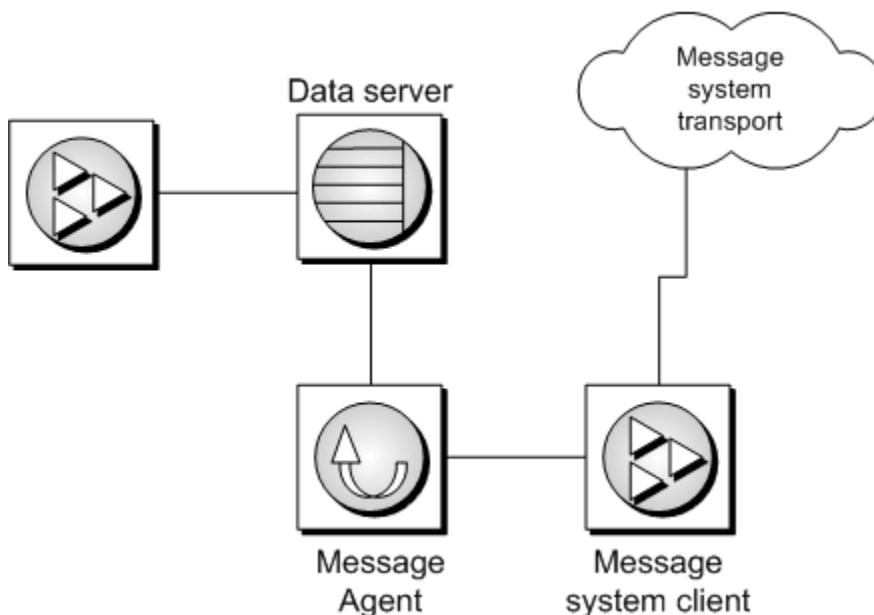 Data server
Message
system
transport
Message
Agent
Message
system client